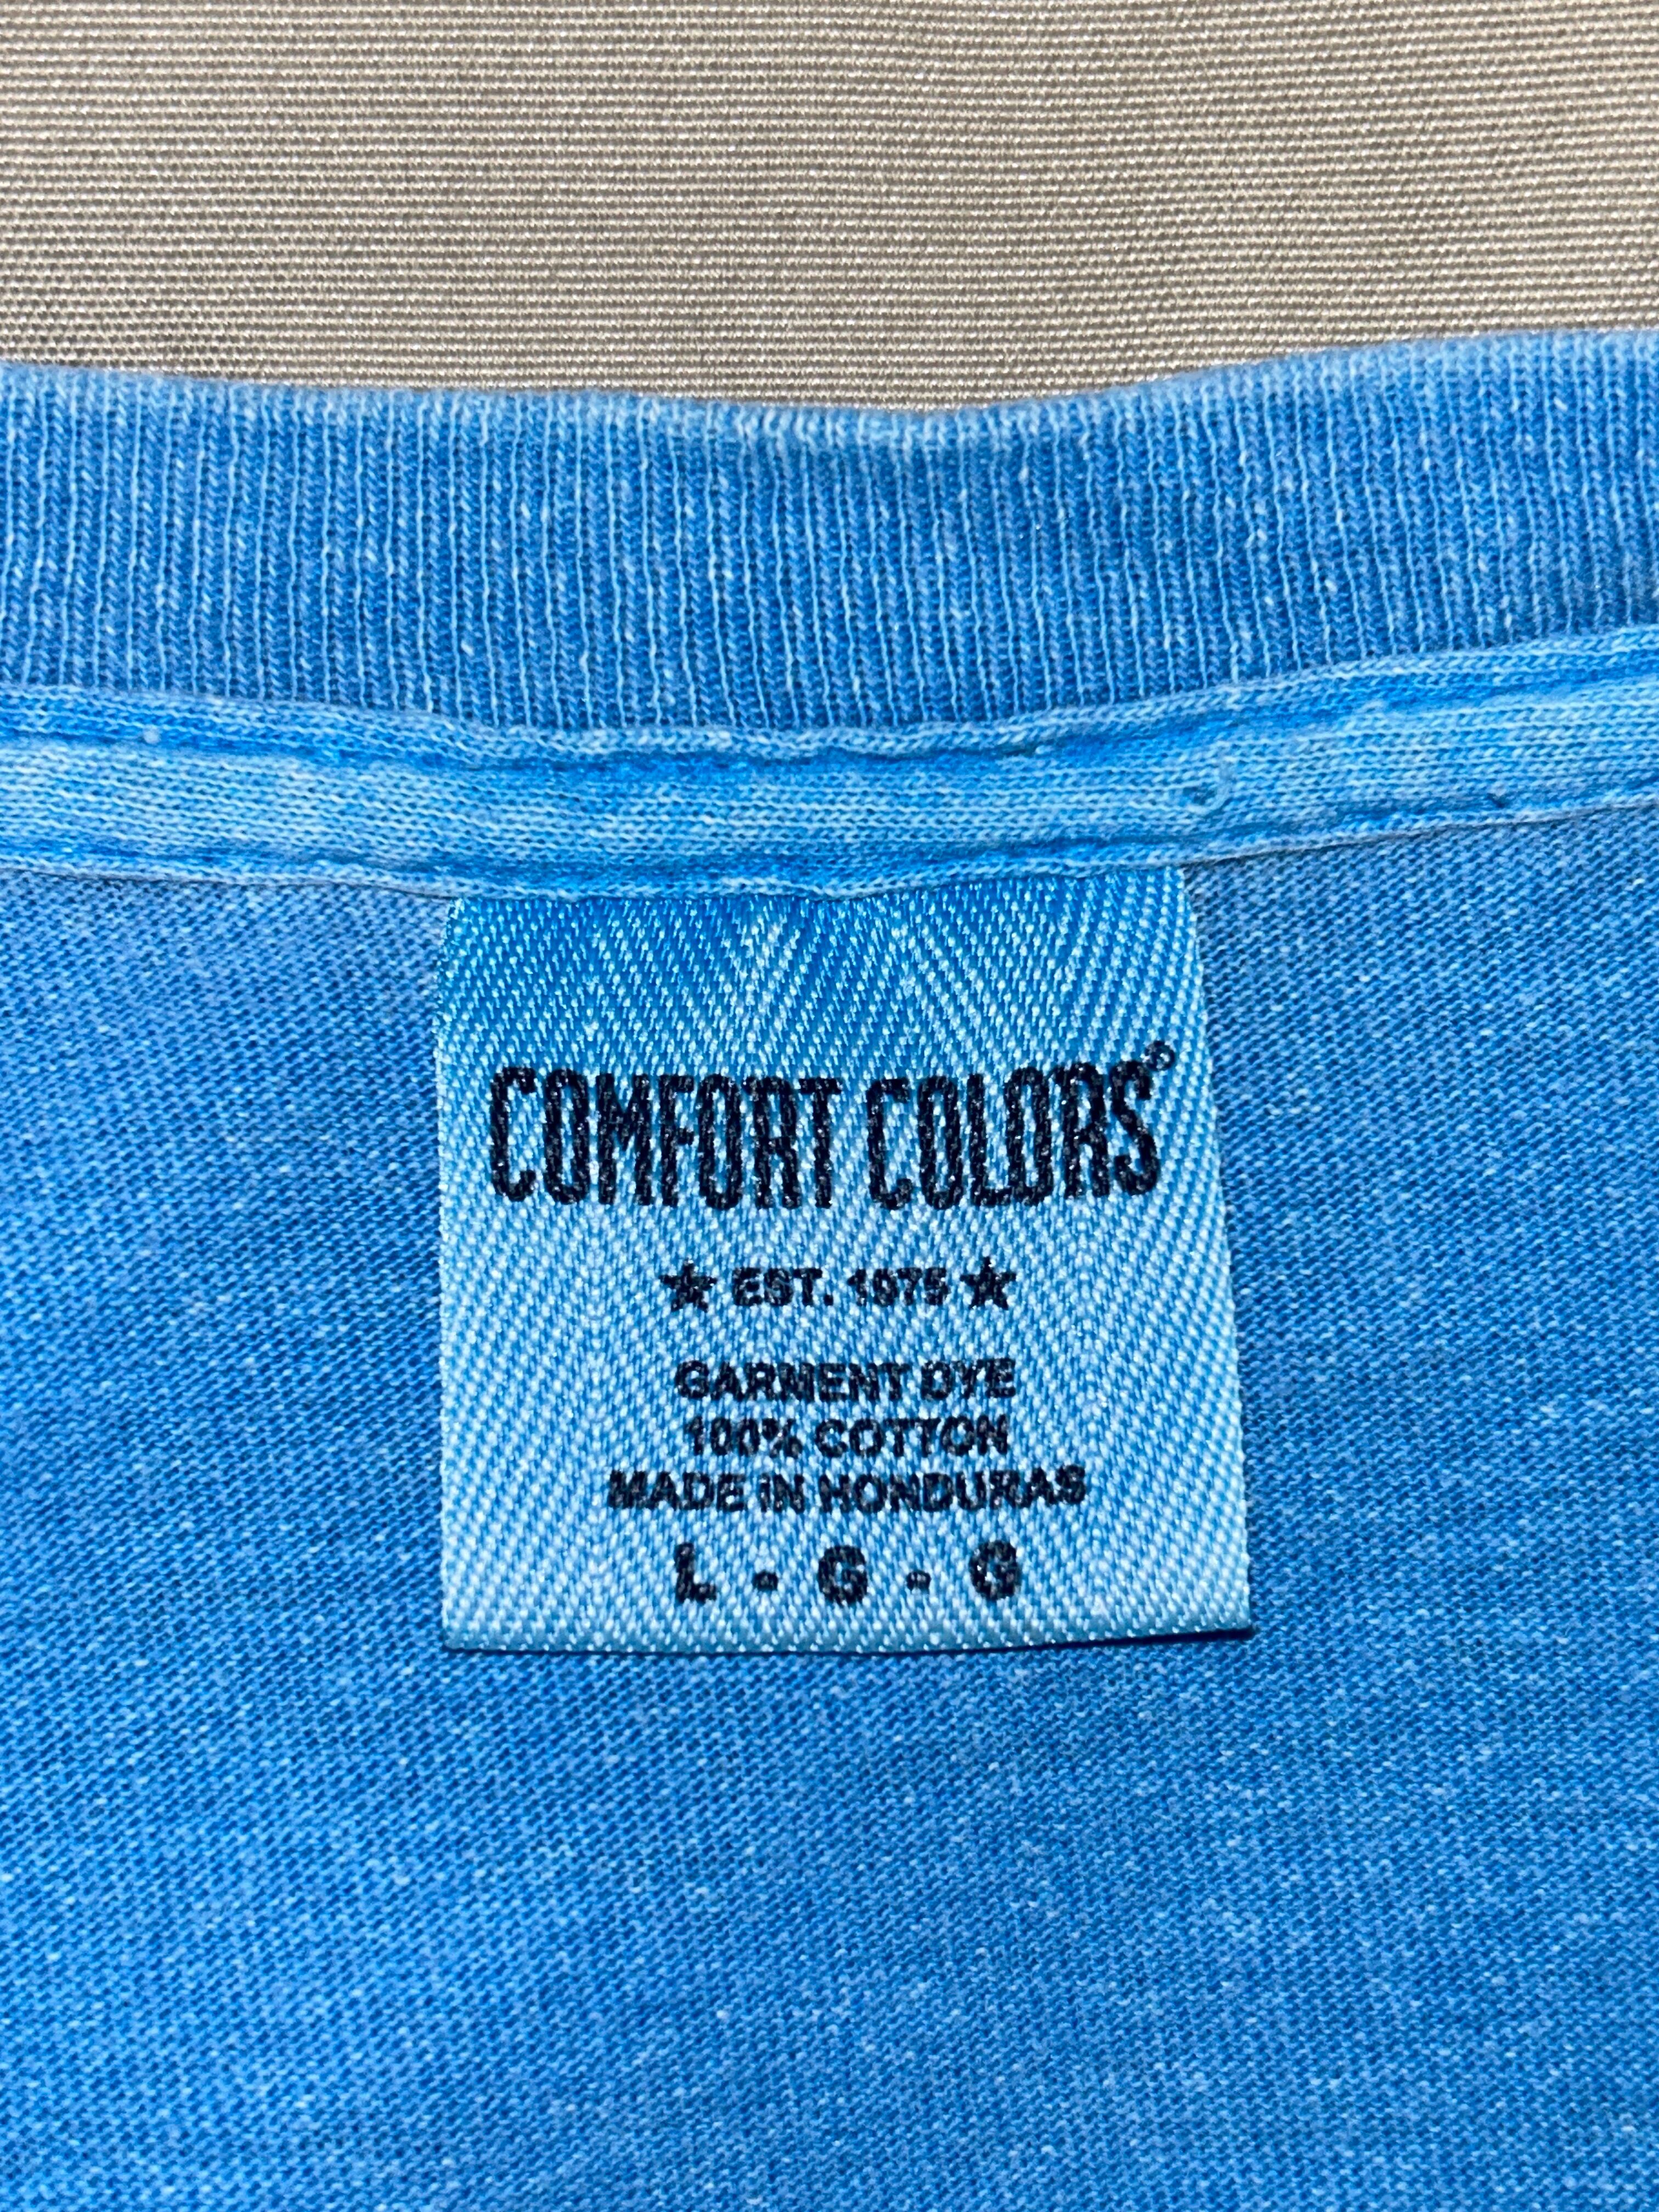 COMFORT COLORS®
★ EST. 1975 ★
GARMENT DYE
100% COTTON
MADE IN HONDURAS
L - G - G